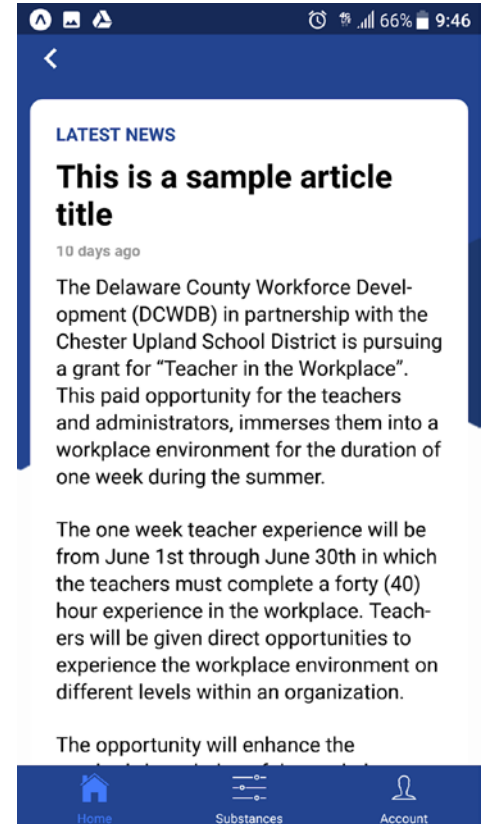 66% 9:46
LATEST NEWS
This is a sample article
title
10 days ago
The Delaware County Workforce Devel-
opment (DCWDB) in partnership with the
Chester Upland School District is pursuing
a grant for “Teacher in the Workplace”.
This paid opportunity for the teachers
and administrators, immerses them into a
workplace environment for the duration of
one week during the summer.
The one week teacher experience will be
from June 1st through June 30th in which
the teachers must complete a forty (40)
hour experience in the workplace. Teach-
ers will be given direct opportunities to
experience the workplace environment on
different levels within an organization.
The opportunity will enhance the
Home Substances Account